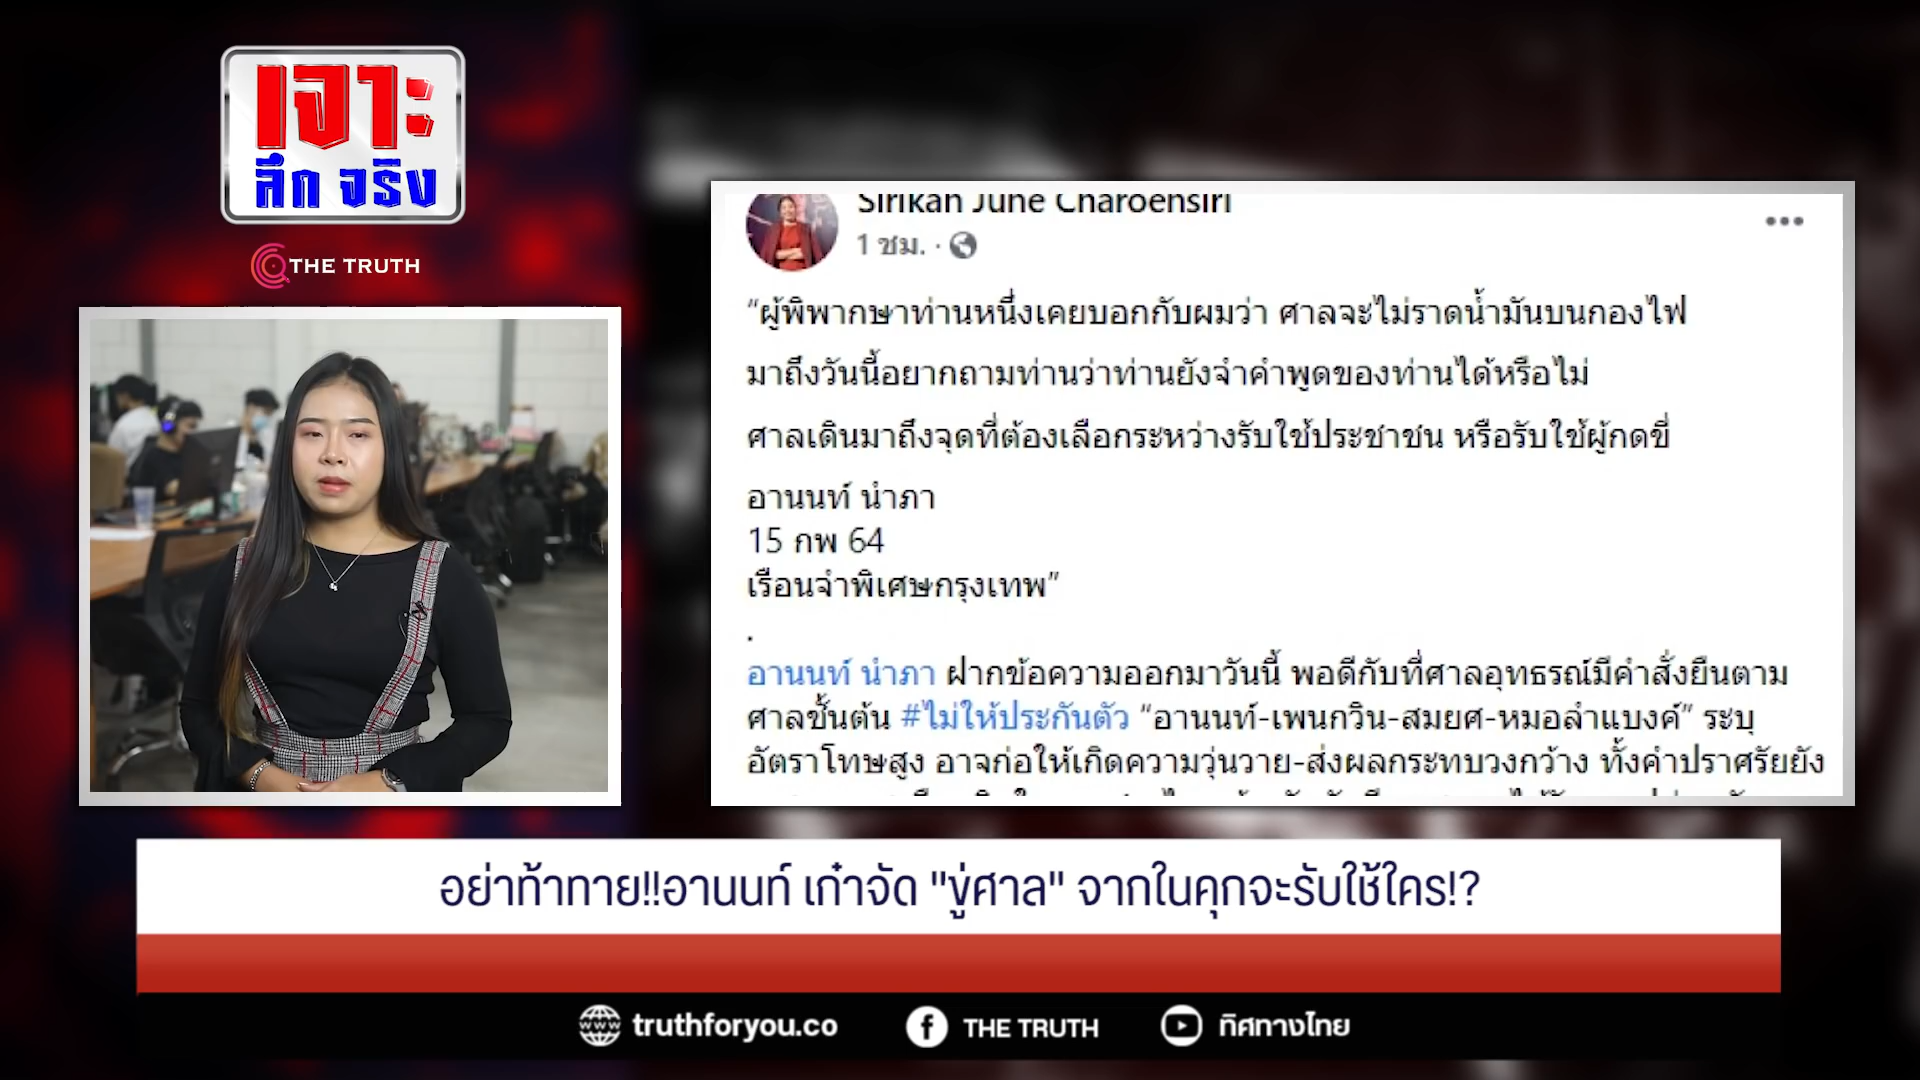 เจาะ
ลึก จริง
THE TRUTH
Sirikan June Charoensiri
1 ชม. ·
“ผู้พิพากษาท่านหนึ่งเคยบอกกับผมว่า ศาลจะไม่ราดน้ำมันบนกองไฟ
มาถึงวันนี้อยากถามท่านว่าท่านยังจำคำพูดของท่านได้หรือไม่
ศาลเดินมาถึงจุดที่ต้องเลือกระหว่างรับใช้ประชาชน หรือรับใช้ผู้กดขี่
อานนท์ นำภา
15 กพ 64
เรือนจำพิเศษกรุงเทพ”
.
อานนท์ นำภา ฝากข้อความออกมาวันนี้ พอดีกับที่ศาลอุทธรณ์มีคำสั่งยืนตาม
ศาลชั้นต้น #ไม่ให้ประกันตัว “อานนท์-เพนกวิน-สมยศ-หมอลำแบงค์” ระบุ
อัตราโทษสูง อาจก่อให้เกิดความวุ่นวาย-ส่งผลกระทบวงกว้าง ทั้งคำปราศรัยยัง
อย่าท้าทาย!!อานนท์ เก๋าจัด "ขู่ศาล" จากในคุกจะรับใช้ใคร!?
www truthforyou.co
f THE TRUTH
ทิศทางไทย